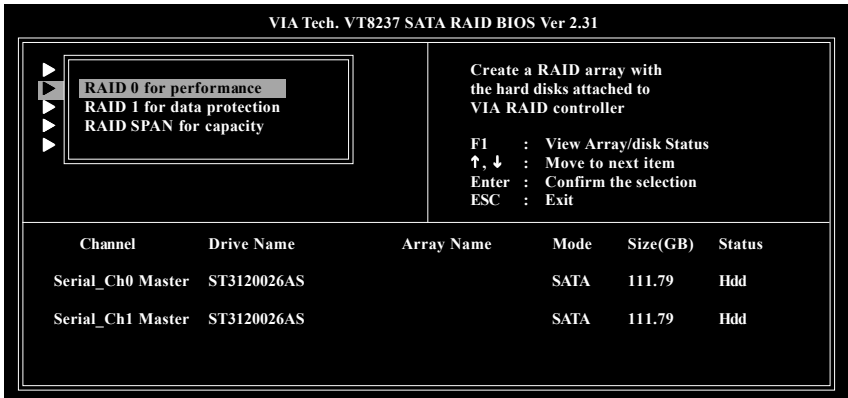 VIA Tech. VT8237 SATA RAID BIOS Ver 2.31
RAID 0 for performance
RAID 1 for data protection
RAID SPAN for capacity
Create a RAID array with
the hard disks attached to
VIA RAID controller
F1 : View Array/disk Status
↑, ↓ : Move to next item
Enter : Confirm the selection
ESC : Exit
Channel Drive Name Array Name Mode Size(GB) Status
Serial_Ch0 Master ST3120026AS SATA 111.79 Hdd
Serial_Ch1 Master ST3120026AS SATA 111.79 Hdd